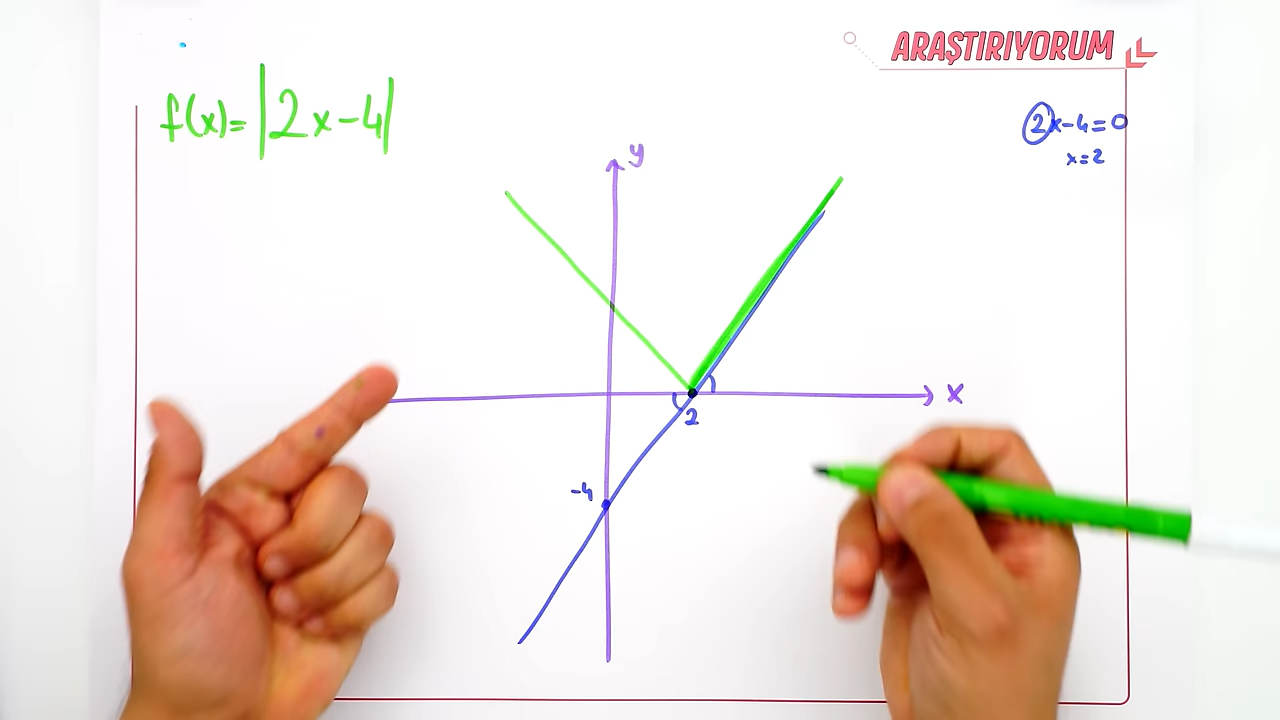 ARAŞTIRIYORUM
f(x)=|2x-4|
2x-4=0
x=2
y
x
2
-4